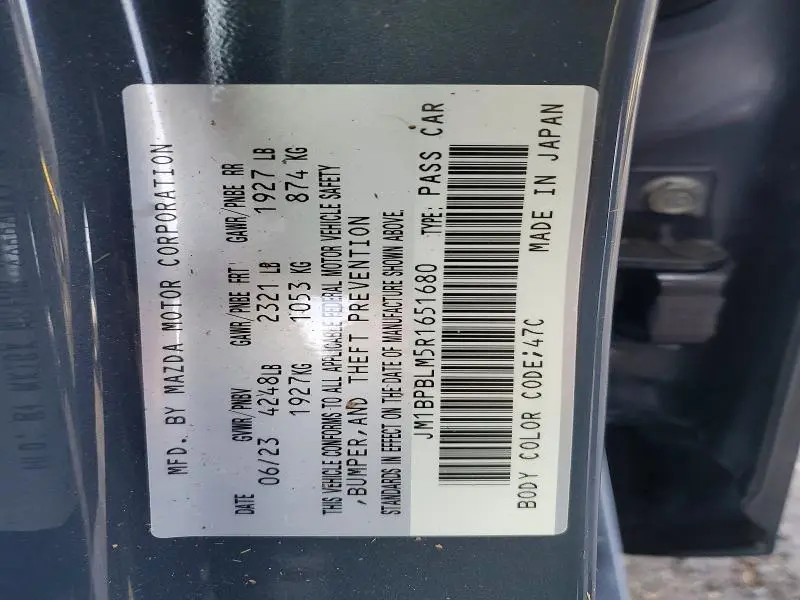 MFD. BY MAZDA MOTOR CORPORATION
DATE GVWR/PNBV GAWR/PNBE FRT GAWR/PNBE RR
06/23 4248LB 2321 LB 1927 LB
1927KG 1053 KG 874 KG
THIS VEHICLE CONFORMS TO ALL APPLICABLE FEDERAL MOTOR VEHICLE SAFETY
,BUMPER,AND THEFT PREVENTION
STANDARDS IN EFFECT ON THE DATE OF MANUFACTURE SHOWN ABOVE.
JM1BPBLM5R1651680 TYPE: PASS CAR
BODY COLOR CODE;47C MADE IN JAPAN